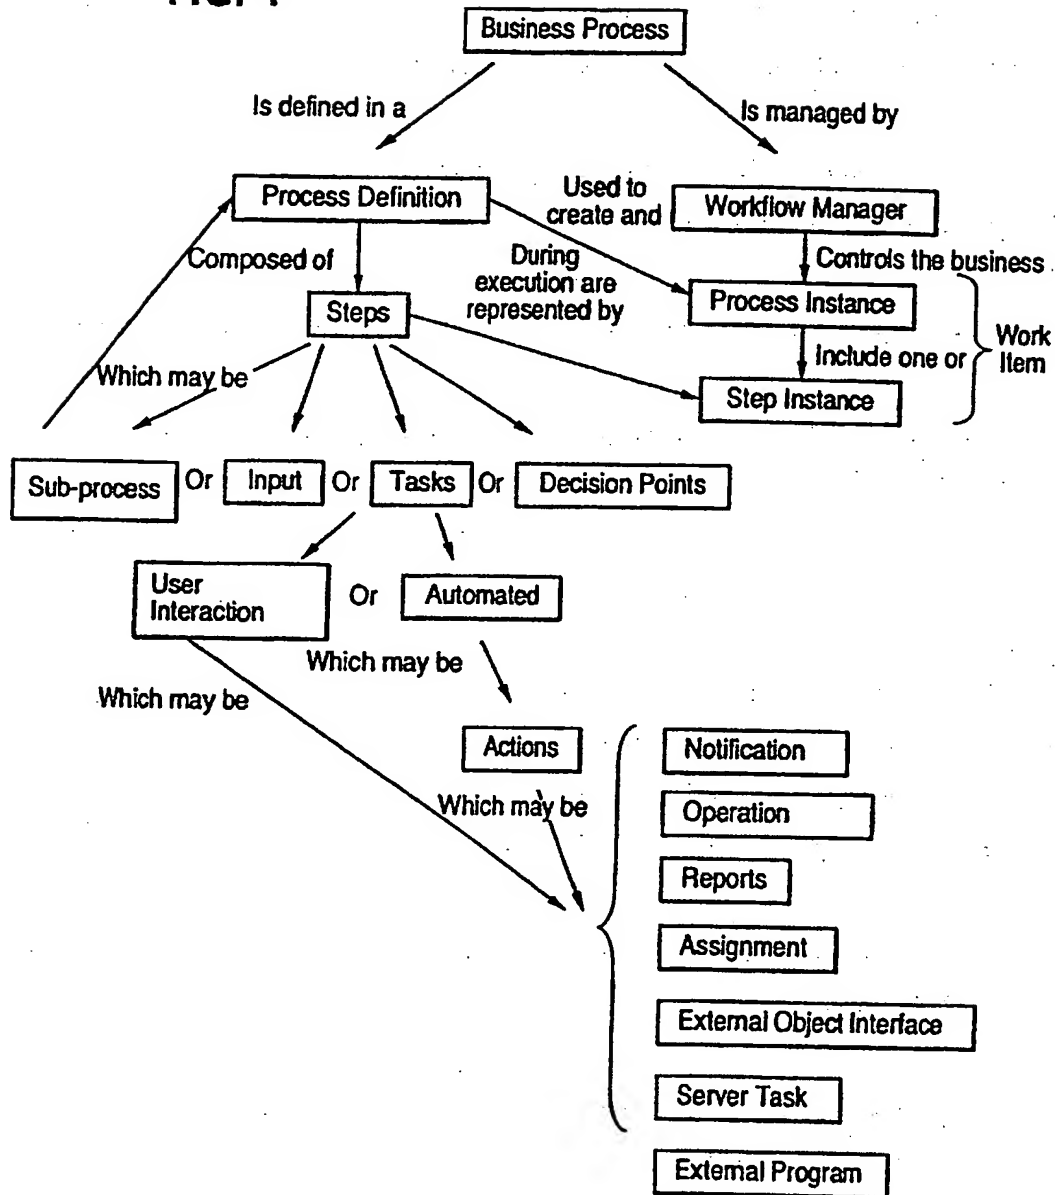 Business Process
Is defined in a
Is managed by
Process Definition
Used to
create and
Workflow Manager
Composed of
During
execution are
represented by
Controls the business
Process Instance
Steps
Include one or
Work
Item
Which may be
Step Instance
Sub-process Or Input Or Tasks Or Decision Points
User
Interaction
Or
Automated
Which may be
Which may be
Actions
Which may be
Notification
Operation
Reports
Assignment
External Object Interface
Server Task
External Program